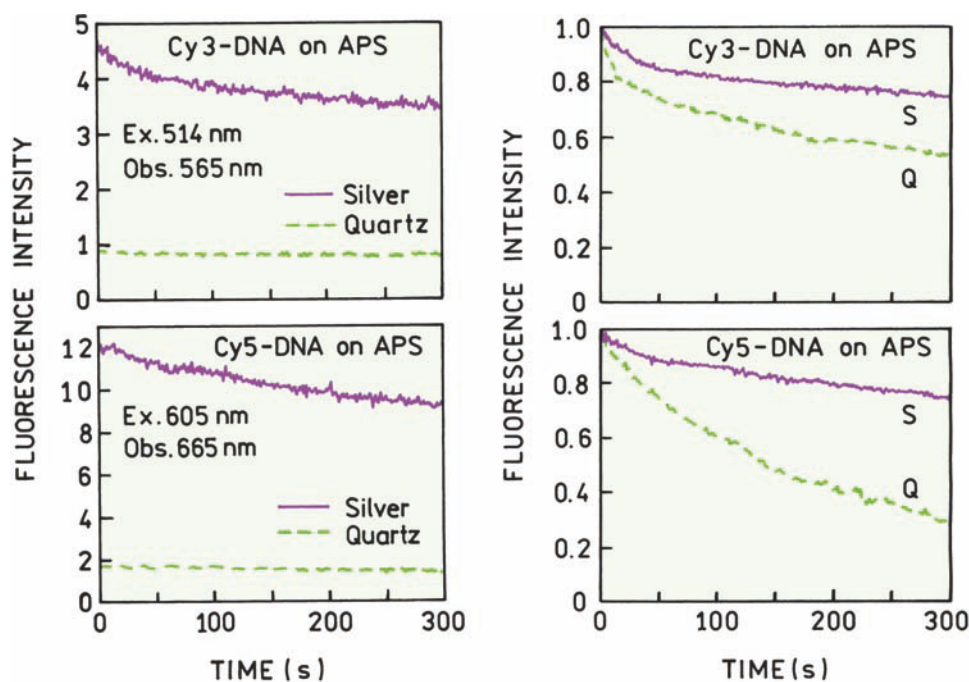 FLUORESCENCE INTENSITY
5
4
3
2
1
0
Cy3-DNA on APS
Ex. 514 nm
Obs. 565 nm
Silver
Quartz
FLUORESCENCE INTENSITY
1.0
0.8
0.6
0.4
0.2
0
Cy3-DNA on APS
S
Q
FLUORESCENCE INTENSITY
12
10
8
6
4
2
0
Cy5-DNA on APS
Ex. 605 nm
Obs. 665 nm
Silver
Quartz
0 100 200 300
TIME (s)
FLUORESCENCE INTENSITY
1.0
0.8
0.6
0.4
0.2
0
Cy5-DNA on APS
S
Q
0 100 200 300
TIME (s)